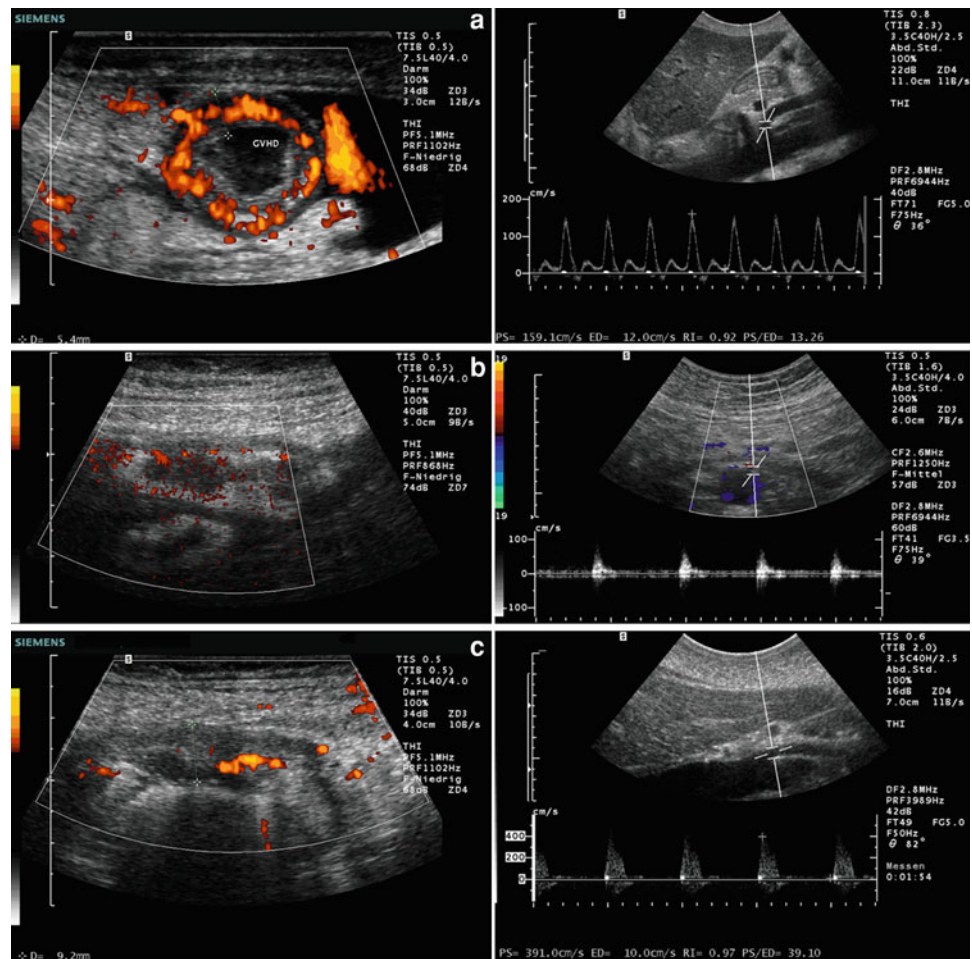 SIEMENS
a
S
TIS 0.5
(TIB 0.5)
7.5L40/4.0
Darm
100%
34dB ZD3
3.0cm 12B/s
THI
PF5.1MHz
PRF1102Hz
F-Niedrig
68dB ZD4
GVHD
D= 5.4mm
S
TIS 0.8
(TIB 2.3)
3.5C40H/2.5
Abd.Std.
100%
22dB ZD4
11.0cm 11B/s
THI
DF2.8MHz
PRF6944Hz
40dB
FT71 FG5.0
F75Hz
θ 36°
cm/s
200
100
0
PS= 159.1cm/s ED= 12.0cm/s RI= 0.92 PS/ED= 13.26
b
S
TIS 0.5
(TIB 0.5)
7.5L40/4.0
Darm
100%
40dB ZD3
5.0cm 9B/s
THI
PF5.1MHz
PRF868Hz
F-Niedrig
74dB ZD7
19
19
S
TIS 0.5
(TIB 1.6)
3.5C40H/4.0
Abd.Std.
100%
24dB ZD3
6.0cm 7B/s
CF2.6MHz
PRF1250Hz
F-Mittel
57dB ZD3
DF2.8MHz
PRF6944Hz
60dB
FT41 FG3.5
F75Hz
θ 39°
cm/s
100
0
-100
SIEMENS
c
S
TIS 0.5
(TIB 0.5)
7.5L40/4.0
Darm
100%
34dB ZD3
4.0cm 10B/s
THI
PF5.1MHz
PRF1102Hz
F-Niedrig
68dB ZD4
D= 9.2mm
S
TIS 0.6
(TIB 2.0)
3.5C40H/2.5
Abd.Std.
100%
16dB ZD4
7.0cm 11B/s
THI
DF2.8MHz
PRF3989Hz
42dB
FT49 FG5.0
F50Hz
θ 82°
Messen
0:01:54
cm/s
400
200
0
PS= 391.0cm/s ED= 10.0cm/s RI= 0.97 PS/ED= 39.10